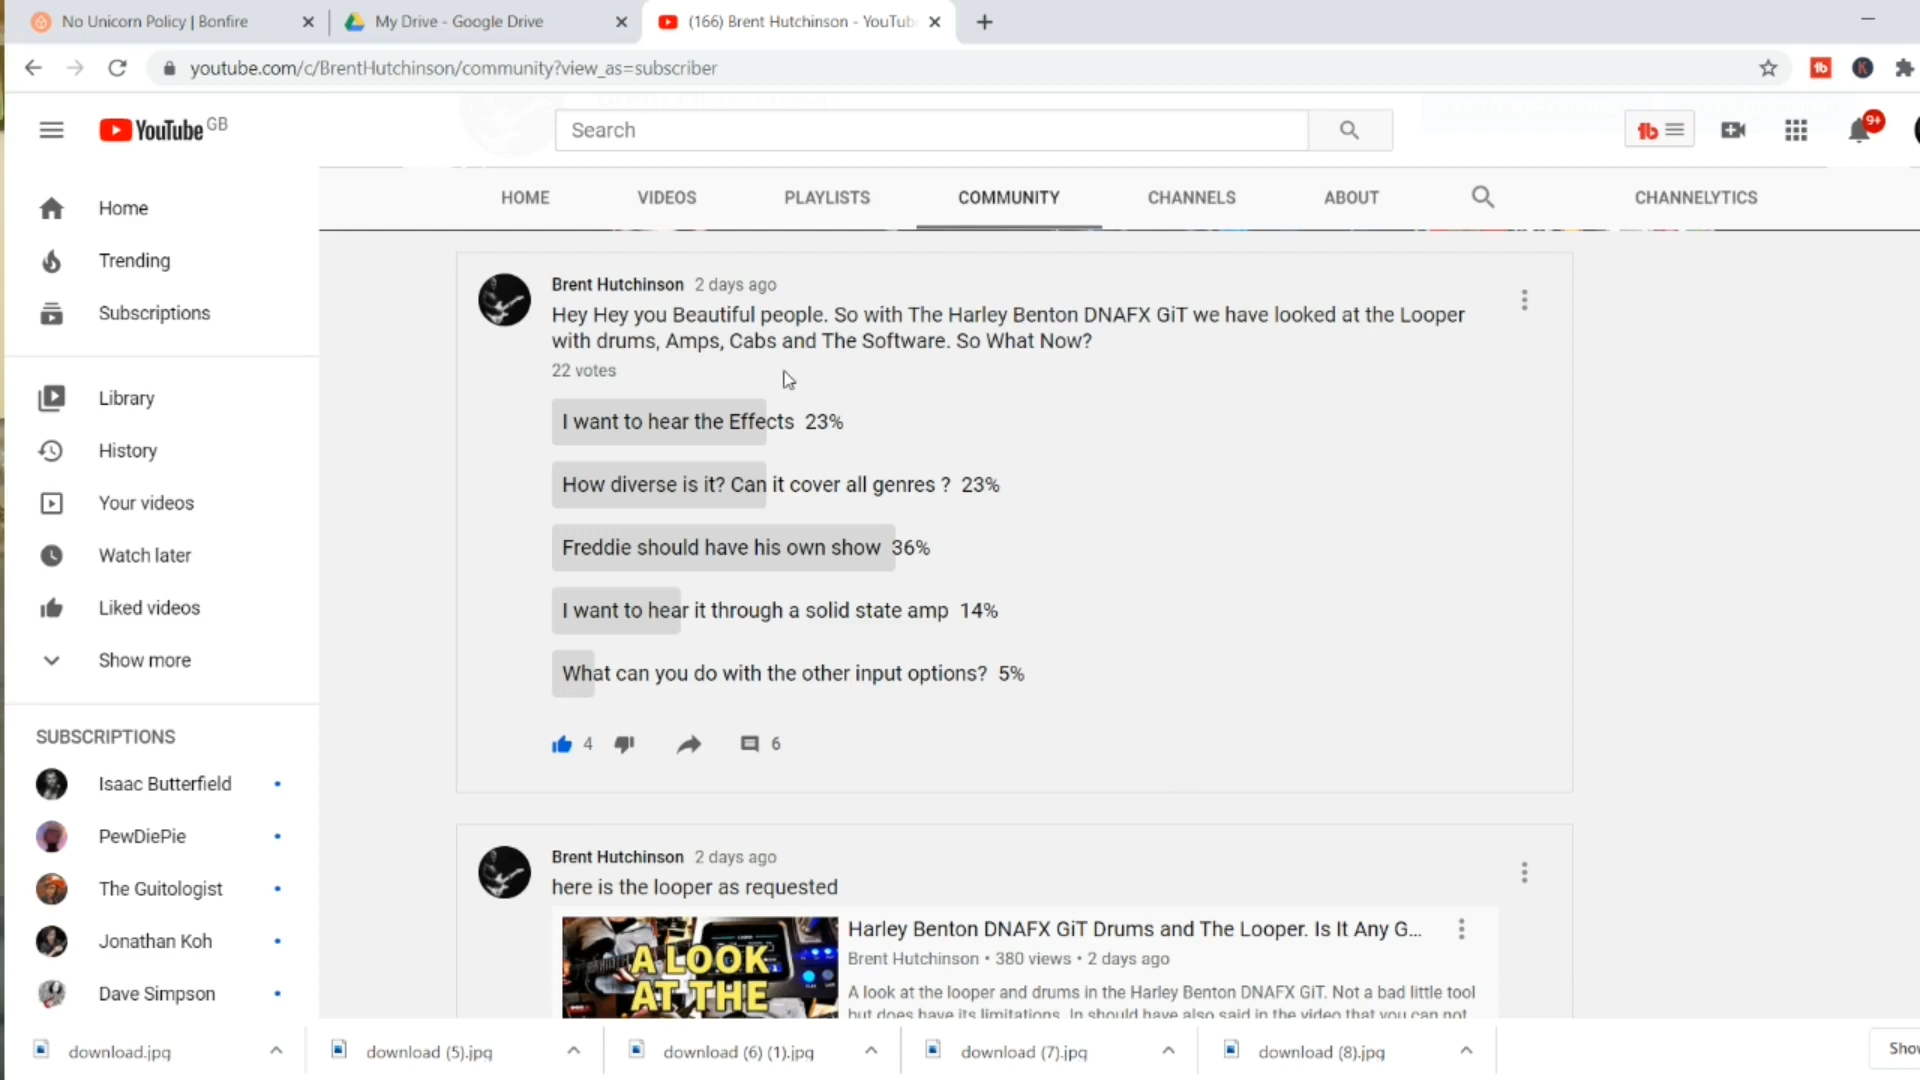 No Unicorn Policy | Bonfire
My Drive - Google Drive
(166) Brent Hutchinson - YouTub
youtube.com/c/BrentHutchinson/community?view_as=subscriber
YouTube GB
Search
9+
HOME VIDEOS PLAYLISTS COMMUNITY CHANNELS ABOUT CHANNELYTICS
Home
Trending
Subscriptions
Library
History
Your videos
Watch later
Liked videos
Show more
SUBSCRIPTIONS
Isaac Butterfield
PewDiePie
The Guitologist
Jonathan Koh
Dave Simpson
Brent Hutchinson 2 days ago
Hey Hey you Beautiful people. So with The Harley Benton DNAFX GiT we have looked at the Looper
with drums, Amps, Cabs and The Software. So What Now?
22 votes
I want to hear the Effects 23%
How diverse is it? Can it cover all genres ? 23%
Freddie should have his own show 36%
I want to hear it through a solid state amp 14%
What can you do with the other input options? 5%
4
6
Brent Hutchinson 2 days ago
here is the looper as requested
A LOOK
AT THE
Harley Benton DNAFX GiT Drums and The Looper. Is It Any G...
Brent Hutchinson • 380 views • 2 days ago
A look at the looper and drums in the Harley Benton DNAFX GiT. Not a bad little tool
but does have its limitations. In should have also said in the video that you can not
download.jpg
download (5).jpg
download (6) (1).jpg
download (7).jpg
download (8).jpg
Show